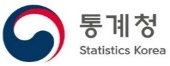 통계청
Statistics Korea